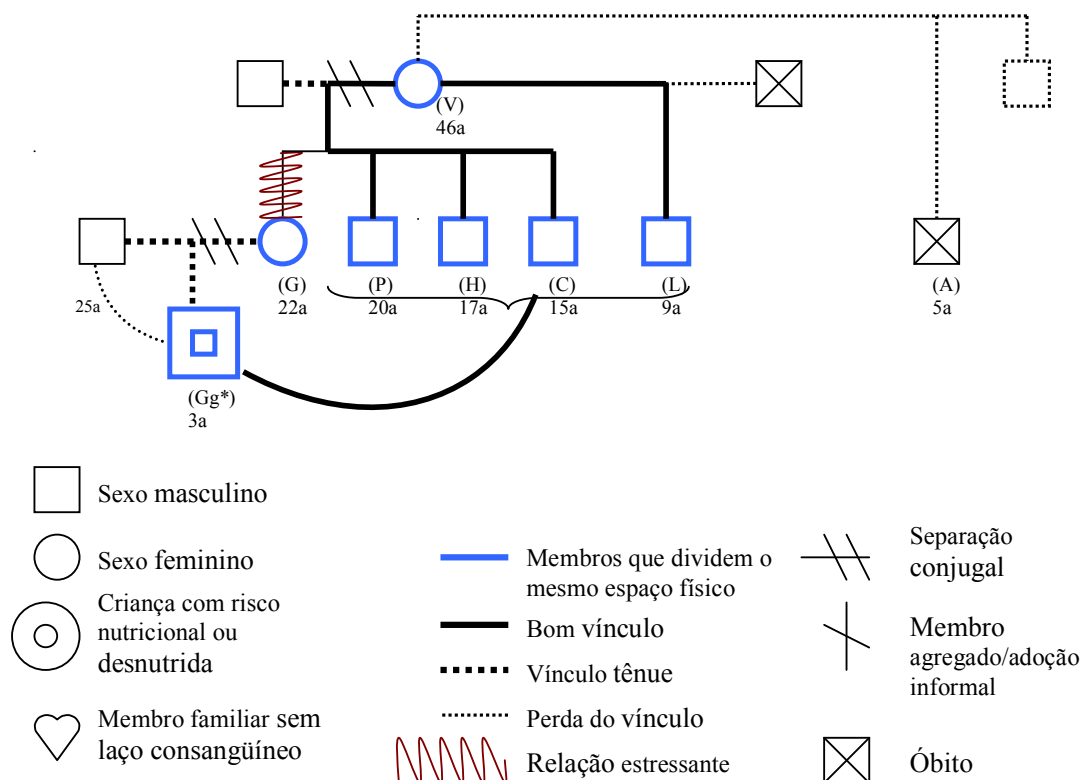 (V)
46a
(G)
22a
(P)
20a
(H)
17a
(C)
15a
(L)
9a
(A)
5a
25a
(Gg*)
3a
Sexo masculino
Sexo feminino
Criança com risco
nutricional ou
desnutrida
Membro familiar sem
laço consangüíneo
Membros que dividem o
mesmo espaço físico
Bom vínculo
Vínculo tênue
Perda do vínculo
Relação estressante
Separação
conjugal
Membro
agregado/adoção
informal
Óbito